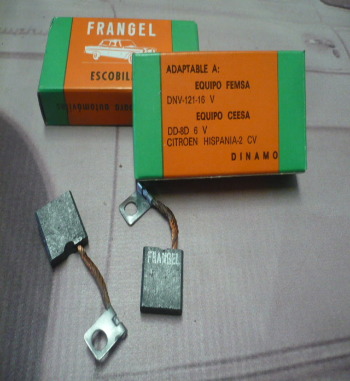 FRANGEL
ESCOBIL
ADAPTABLE A:
EQUIPO FEMSA
DNV-121-16 V
EQUIPO CEESA
DD-8D 6 V
CITROEN HISPANIA-2 CV
DINAMO
FRANGEL